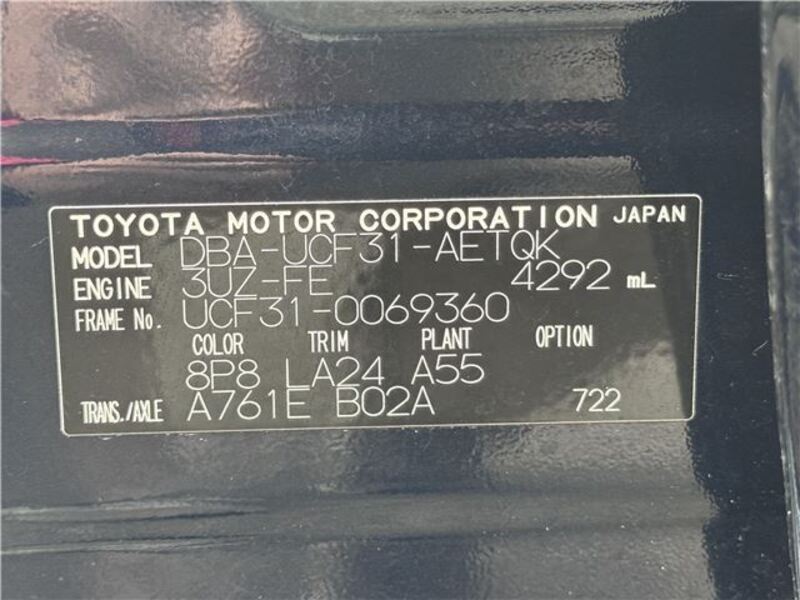 TOYOTA MOTOR CORPORATION JAPAN
MODEL DBA-UCF31-AETQK
ENGINE 3UZ-FE 4292 mL
FRAME No. UCF31-0069360
COLOR TRIM PLANT OPTION
8P8 LA24 A55
TRANS./AXLE A761E B02A 722